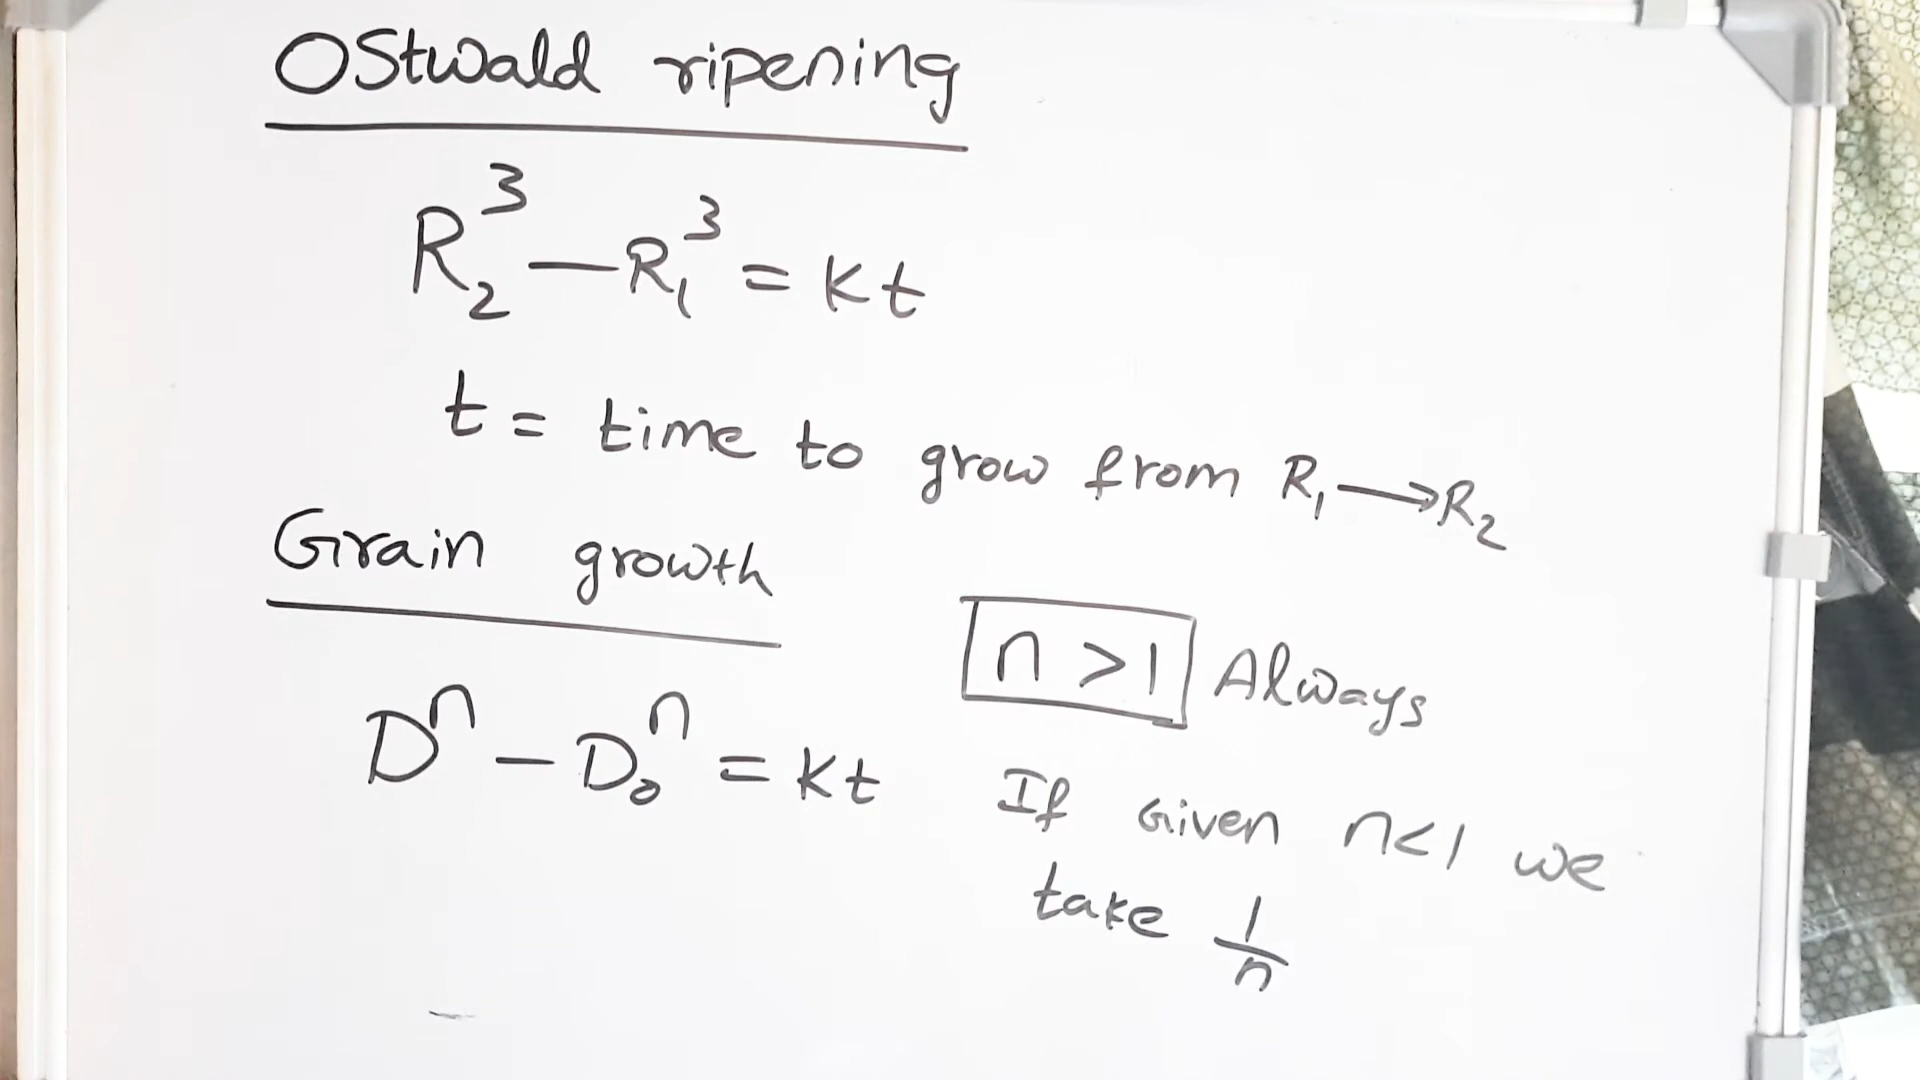 OStwald ripening
R₂³ — R₁³ = Kt
t = time to grow from R₁ → R₂
Grain growth
n > 1 Always
Dⁿ — D₀ⁿ = Kt
If Given n < 1 we
take 1/n